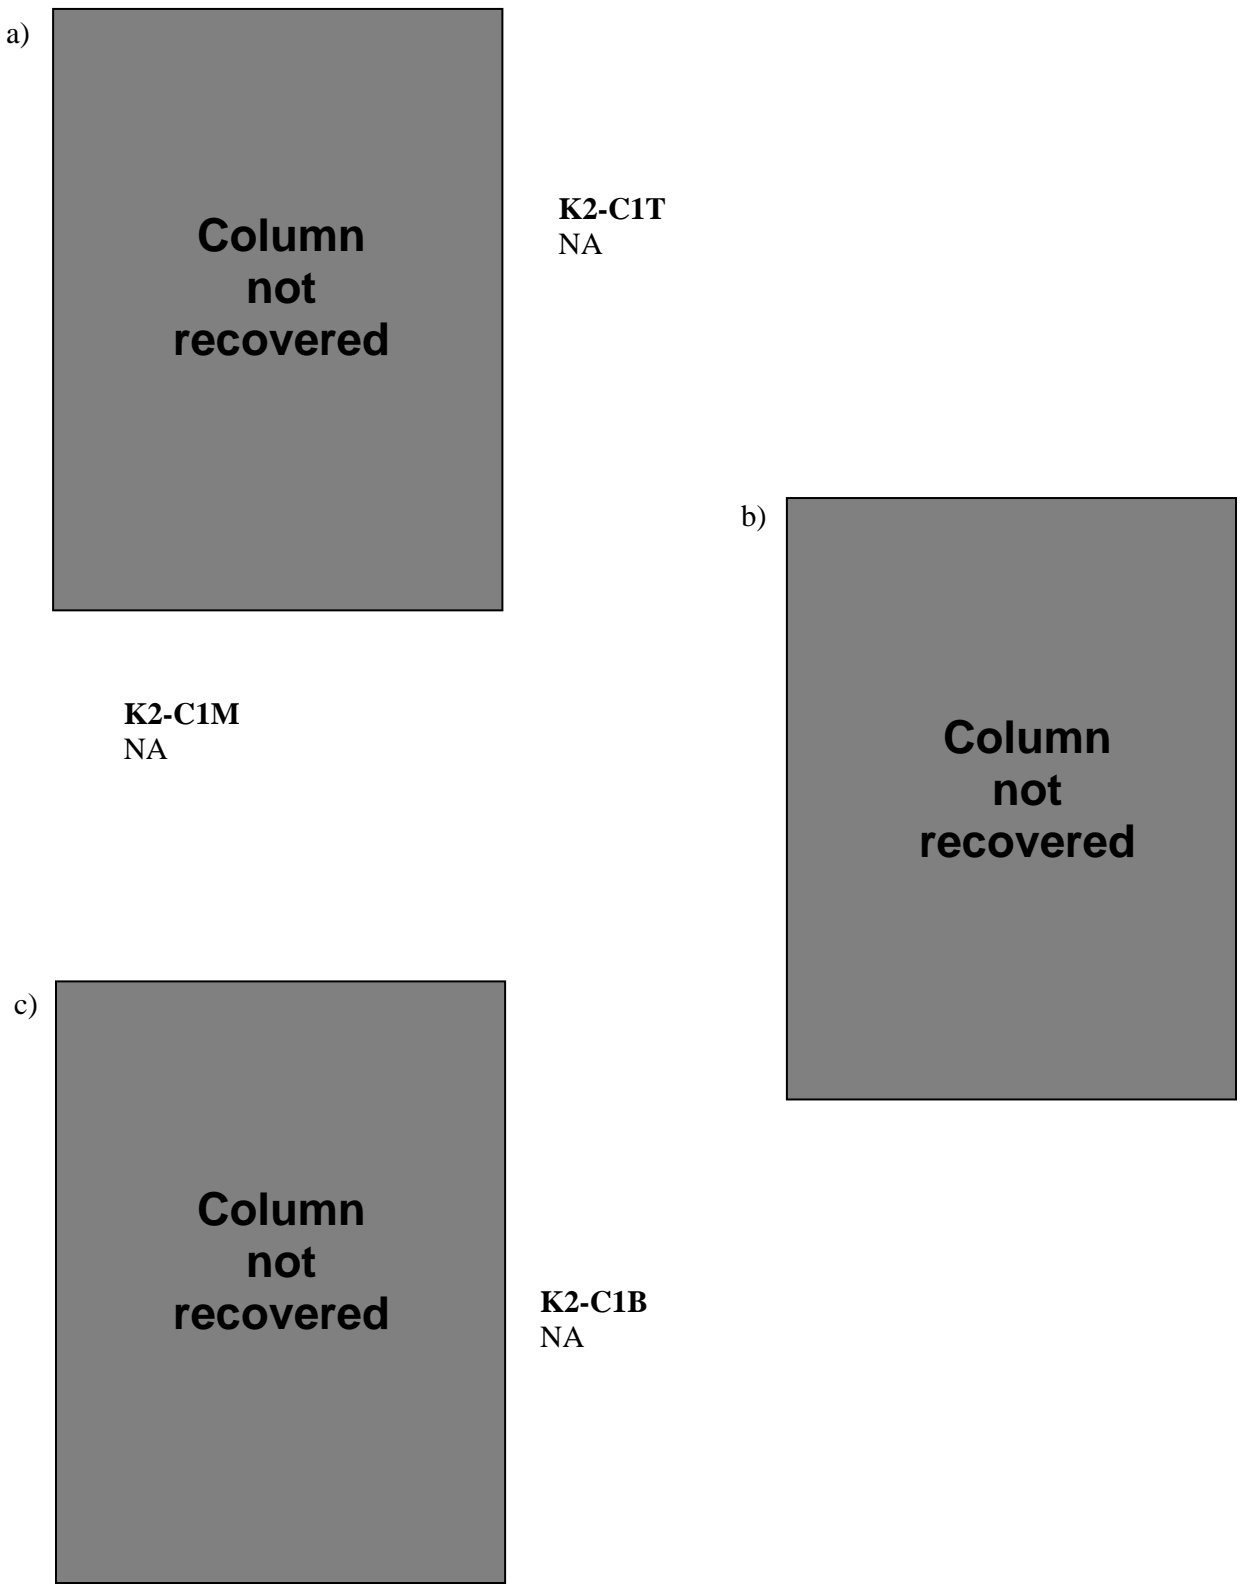 a)
Column
not
recovered
K2-C1T
NA
b)
Column
not
recovered
K2-C1M
NA
c)
Column
not
recovered
K2-C1B
NA